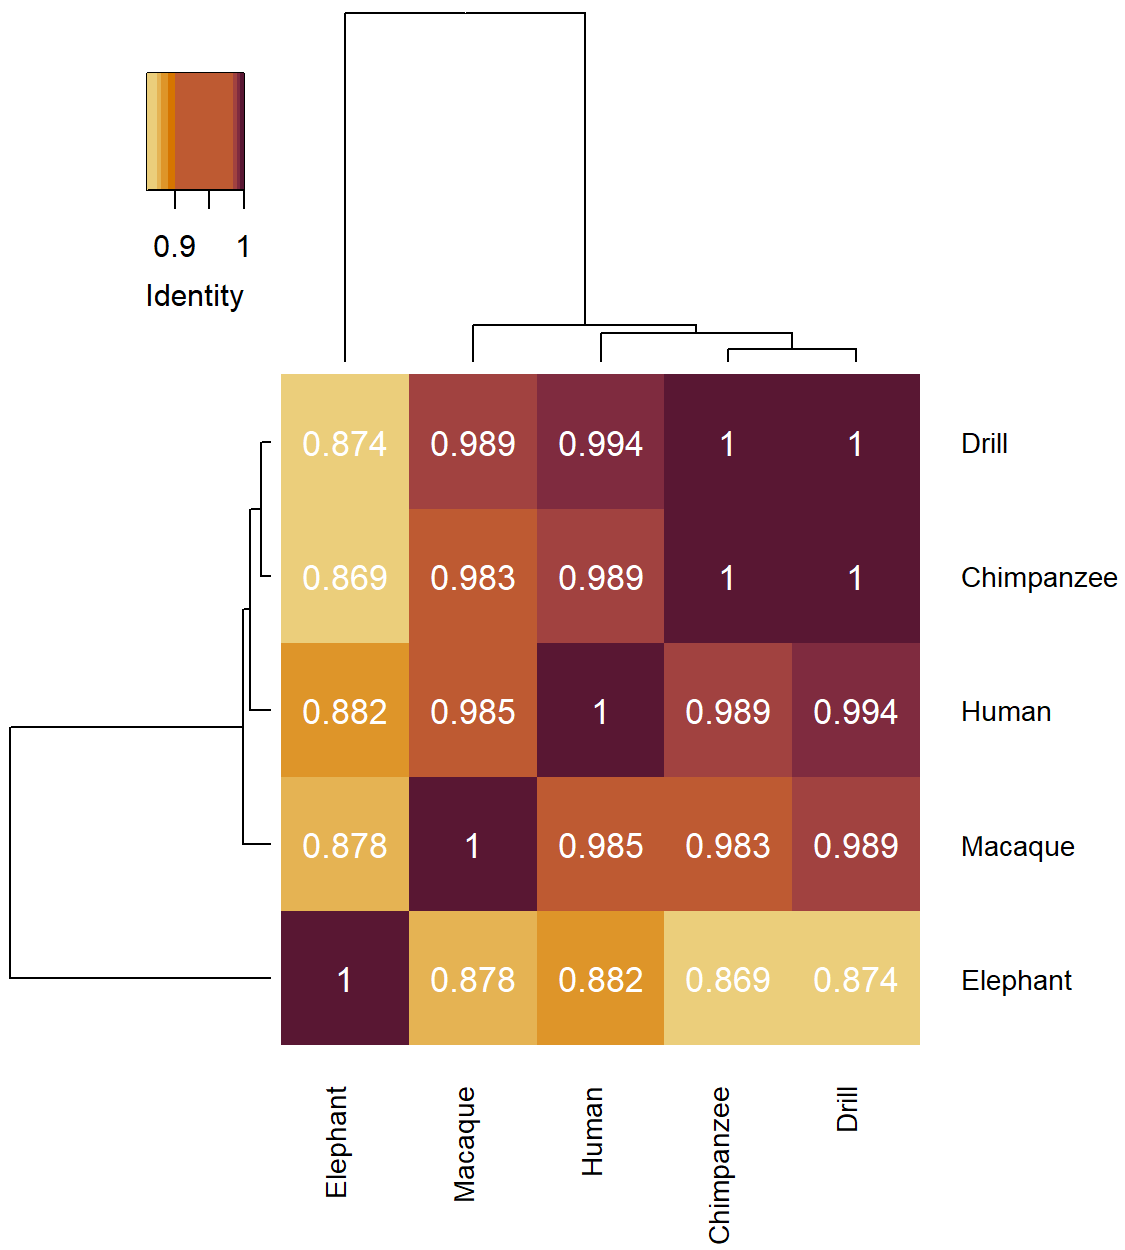 0.9 1
Identity
0.874 0.989 0.994 1 1 Drill
0.869 0.983 0.989 1 1 Chimpanzee
0.882 0.985 1 0.989 0.994 Human
0.878 1 0.985 0.983 0.989 Macaque
1 0.878 0.882 0.869 0.874 Elephant
Elephant
Macaque
Human
Chimpanzee
Drill